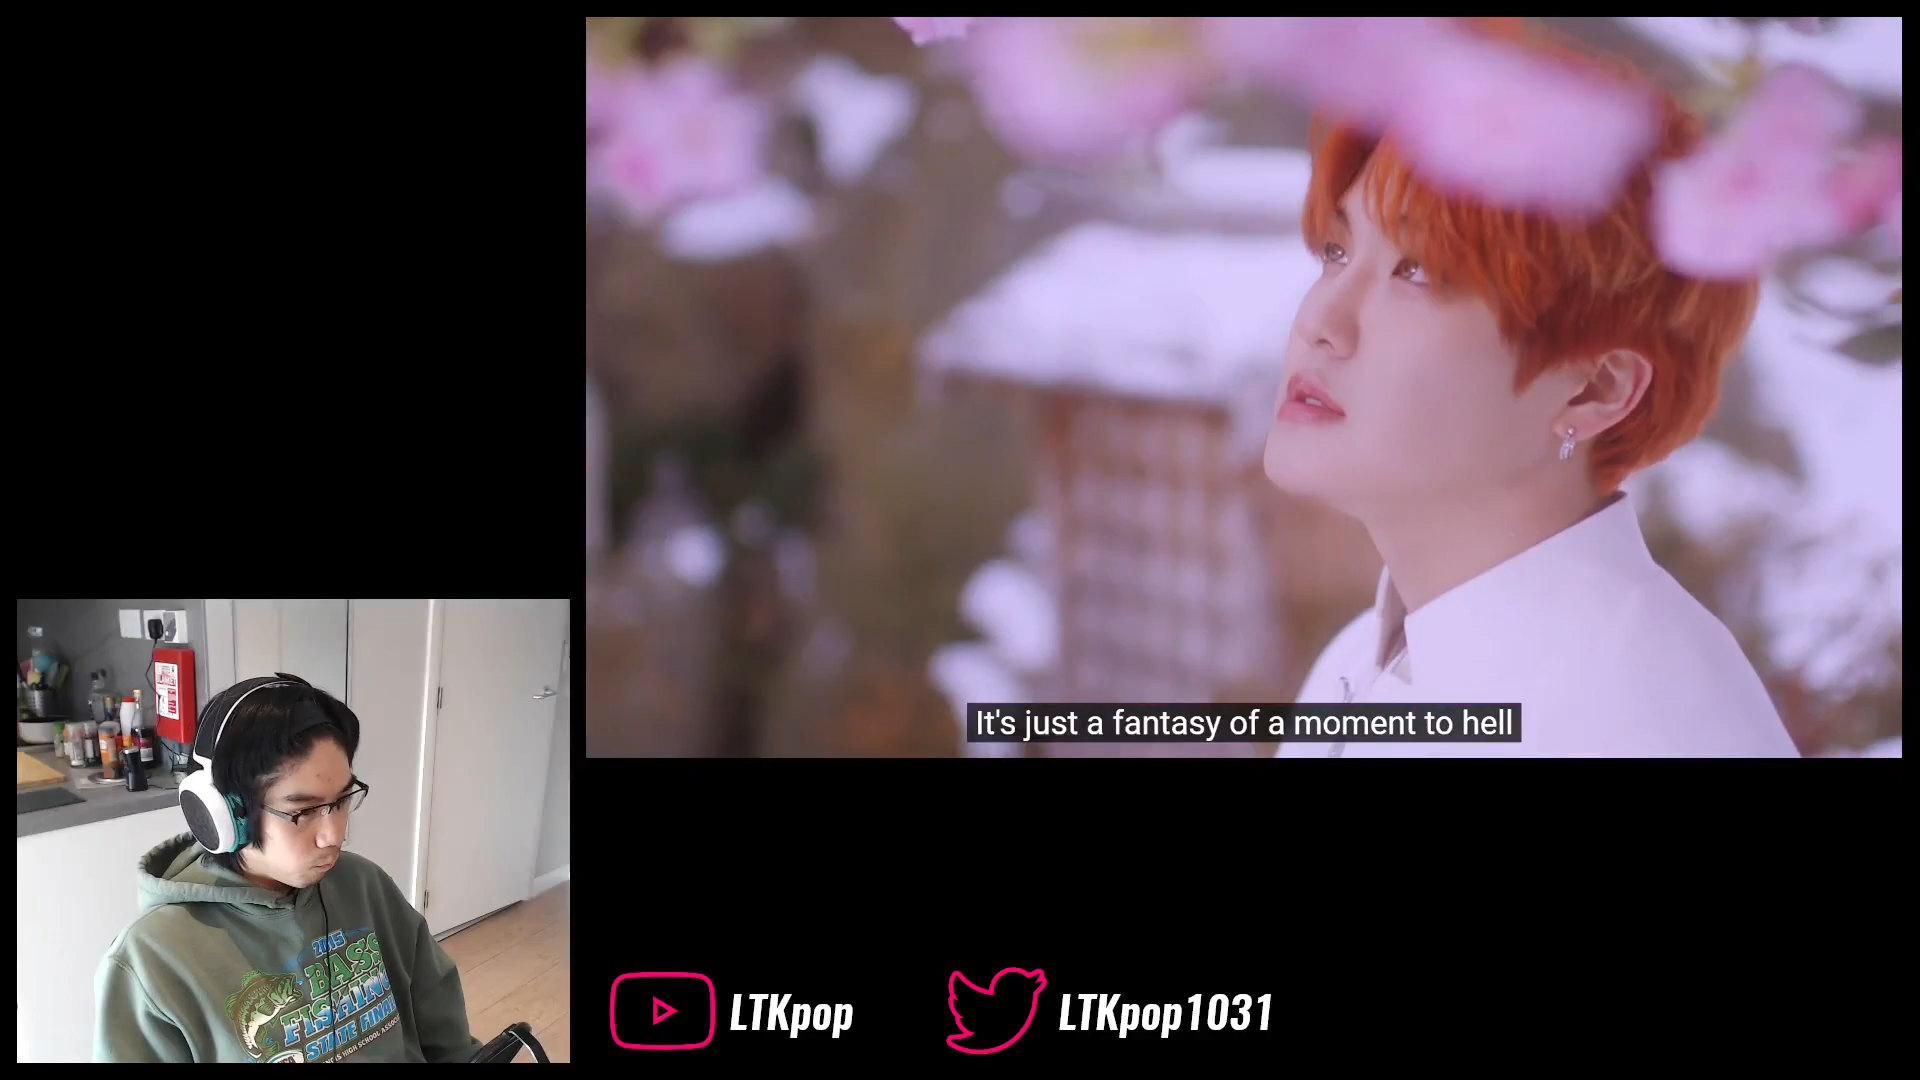 It's just a fantasy of a moment to hell
2015
BASS
FISHING
STATE FINAL
LTKpop
LTKpop1031